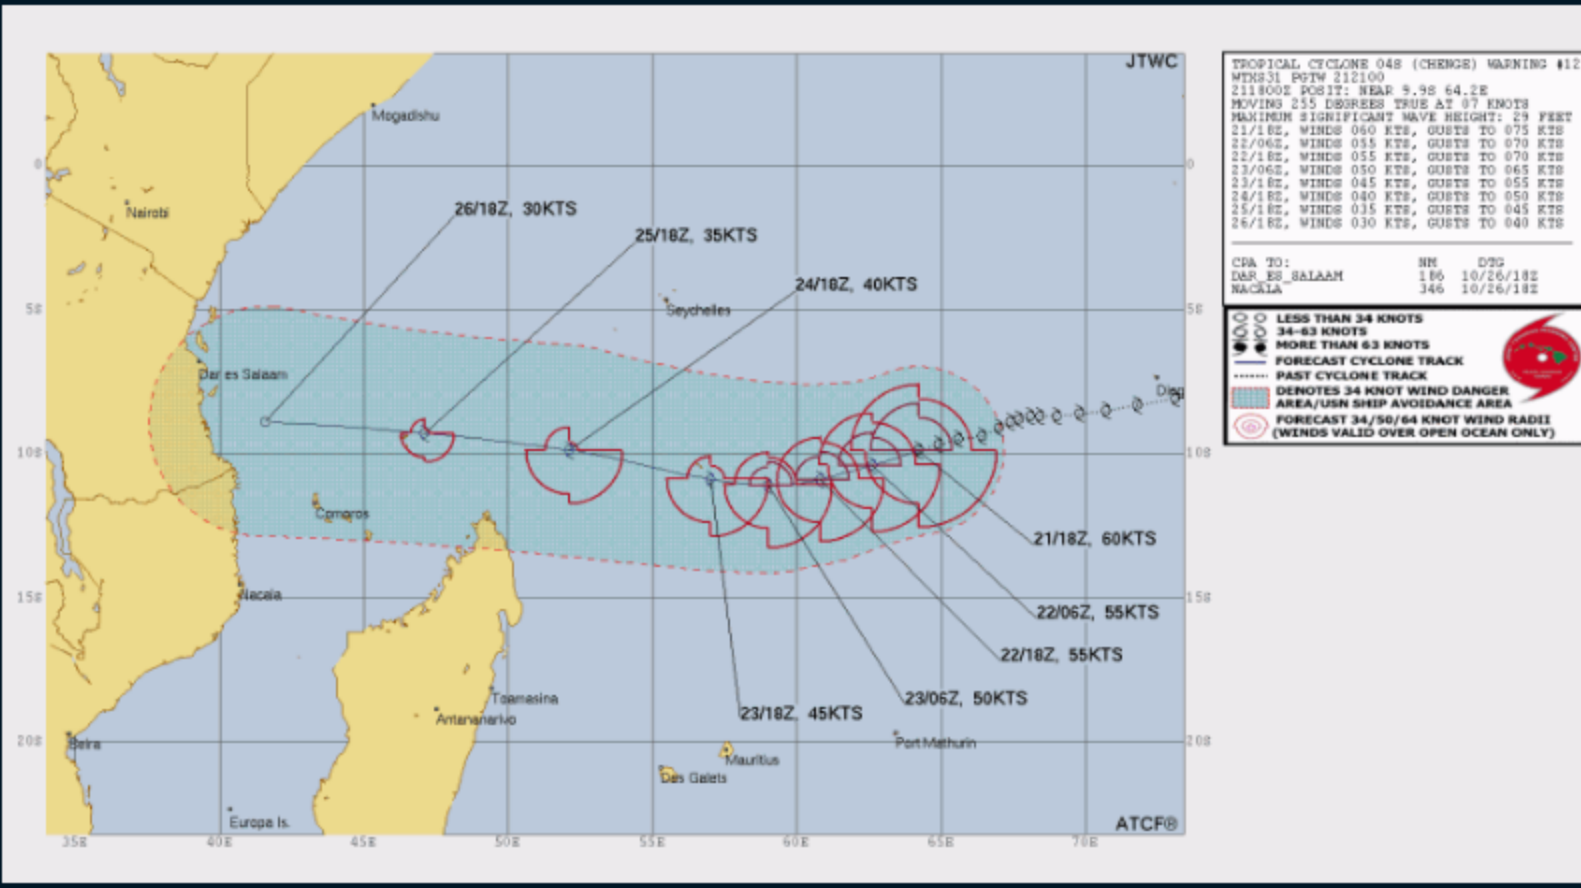 JTWC
Mogadishu
0
0
Nairobi
26/18Z, 30KTS
25/18Z, 35KTS
24/18Z, 40KTS
Seychelles
5S
5S
Dar es Salaam
10S
10S
Comoros
21/18Z, 60KTS
Nacala
15S
15S
22/06Z, 55KTS
22/18Z, 55KTS
23/06Z, 50KTS
23/18Z, 45KTS
Toamasina
Antananarivo
20S
20S
Beira
Port Mathurin
Mauritius
Des Galets
Europa Is.
ATCF®
35E 40E 45E 50E 55E 60E 65E 70E
TROPICAL CYCLONE 04S (CHENGE) WARNING #12
WTXS31 PGTW 212100
211800Z POSIT: NEAR 9.9S 64.2E
MOVING 255 DEGREES TRUE AT 07 KNOTS
MAXIMUM SIGNIFICANT WAVE HEIGHT: 29 FEET
21/18Z, WINDS 060 KTS, GUSTS TO 075 KTS
22/06Z, WINDS 055 KTS, GUSTS TO 070 KTS
22/18Z, WINDS 055 KTS, GUSTS TO 070 KTS
23/06Z, WINDS 050 KTS, GUSTS TO 065 KTS
23/18Z, WINDS 045 KTS, GUSTS TO 055 KTS
24/18Z, WINDS 040 KTS, GUSTS TO 050 KTS
25/18Z, WINDS 035 KTS, GUSTS TO 045 KTS
26/18Z, WINDS 030 KTS, GUSTS TO 040 KTS
CPA TO: NM DTG
DAR_ES_SALAAM 186 10/26/18Z
NACALA 346 10/26/18Z
LESS THAN 34 KNOTS
34-63 KNOTS
MORE THAN 63 KNOTS
FORECAST CYCLONE TRACK
PAST CYCLONE TRACK
DENOTES 34 KNOT WIND DANGER
AREA/USN SHIP AVOIDANCE AREA
FORECAST 34/50/64 KNOT WIND RADII
(WINDS VALID OVER OPEN OCEAN ONLY)